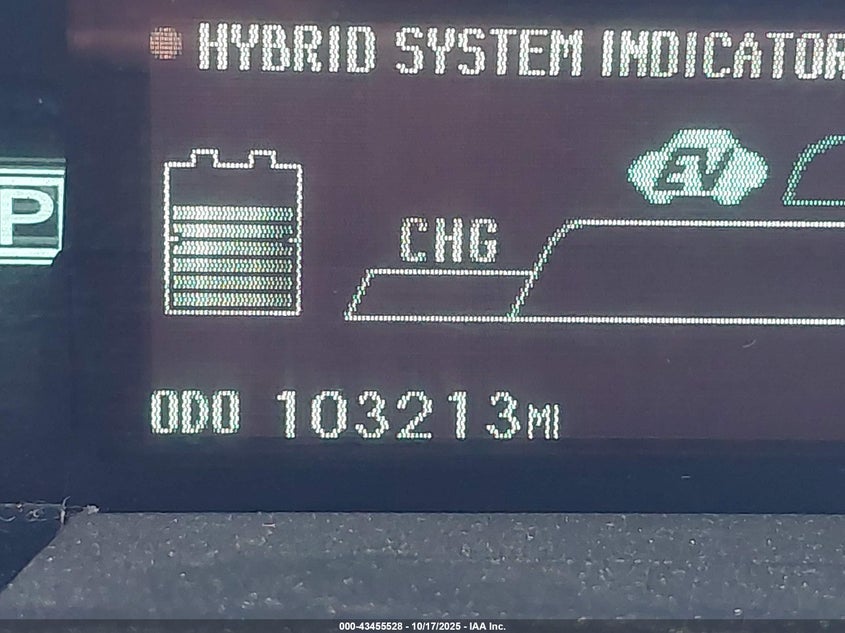 HYBRID SYSTEM INDICATOR
EV
P
CHG
ODO 103213MI
000-43455528 - 10/17/2025 - IAA Inc.